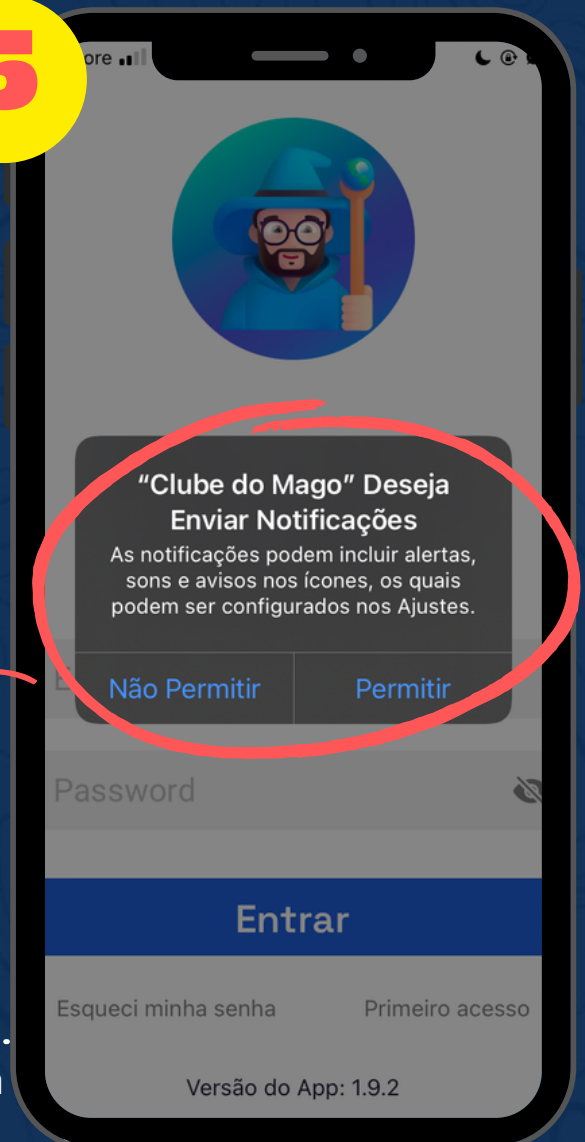 5
ore
“Clube do Mago” Deseja
Enviar Notificações
As notificações podem incluir alertas,
sons e avisos nos ícones, os quais
podem ser configurados nos Ajustes.
E
Não Permitir Permitir
Password
Entrar
Esqueci minha senha Primeiro acesso
Versão do App: 1.9.2